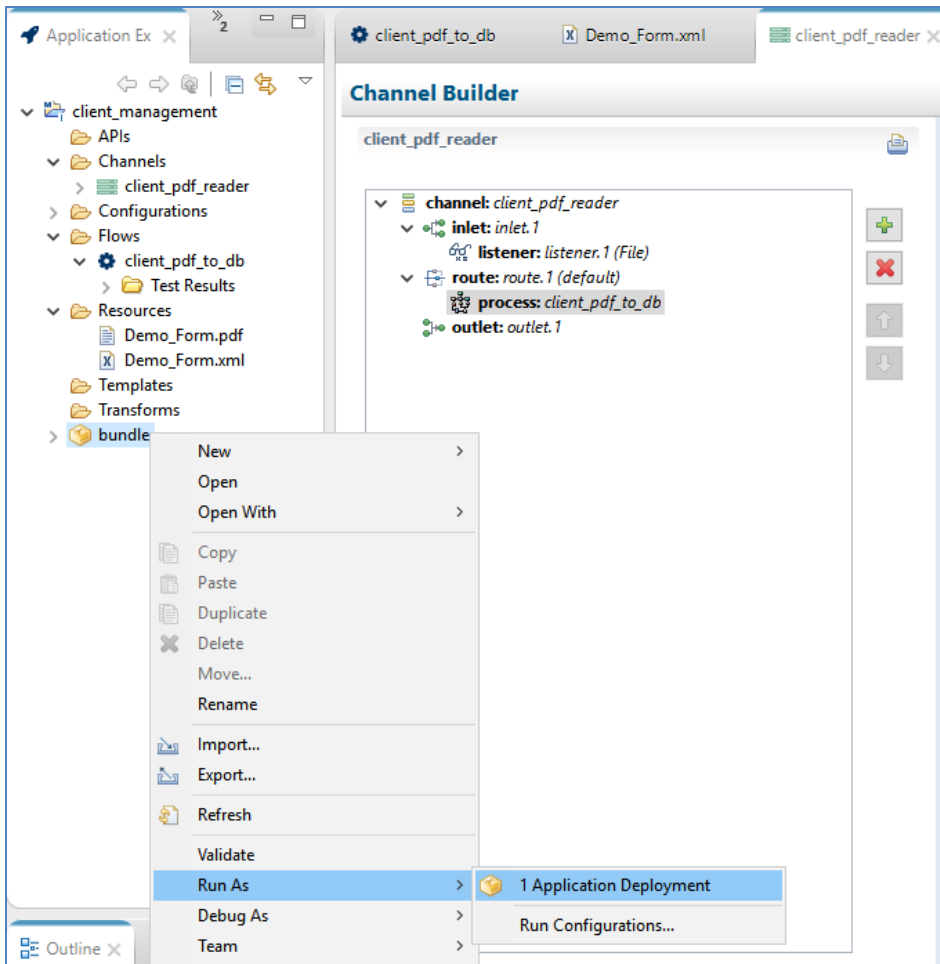 Application Ex
»2
client_management
APIs
Channels
client_pdf_reader
Configurations
Flows
client_pdf_to_db
Test Results
Resources
Demo_Form.pdf
Demo_Form.xml
Templates
Transforms
bundle
client_pdf_to_db
Demo_Form.xml
client_pdf_reader
Channel Builder
client_pdf_reader
channel: client_pdf_reader
inlet: inlet.1
listener: listener.1 (File)
route: route.1 (default)
process: client_pdf_to_db
outlet: outlet.1
New
Open
Open With
Copy
Paste
Duplicate
Delete
Move...
Rename
Import...
Export...
Refresh
Validate
Run As
Debug As
Team
1 Application Deployment
Run Configurations...
Outline